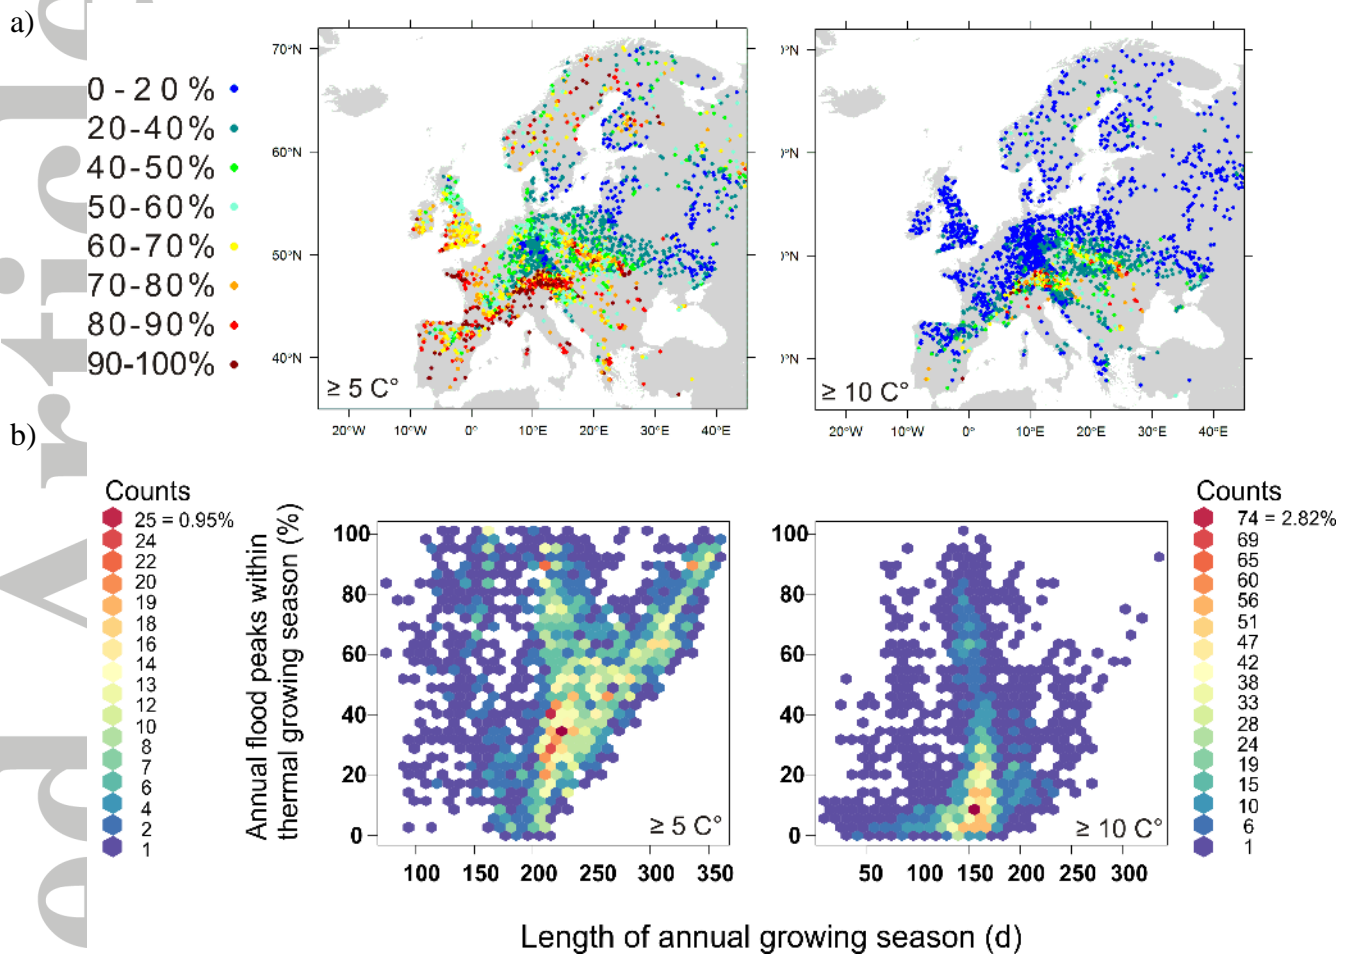 a)
0-20%
20-40%
40-50%
50-60%
60-70%
70-80%
80-90%
90-100%
70°N
60°N
50°N
40°N
≥ 5 C°
20°W 10°W 0° 10°E 20°E 30°E 40°E
0°N
0°N
0°N
0°N
≥ 10 C°
20°W 10°W 0° 10°E 20°E 30°E 40°E
b)
Counts
25 = 0.95%
24
22
20
19
18
16
14
13
12
10
8
7
6
4
2
1
Annual flood peaks within
thermal growing season (%)
100
80
60
40
20
0
≥ 5 C°
100 150 200 250 300 350
100
80
60
40
20
0
≥ 10 C°
50 100 150 200 250 300
Counts
74 = 2.82%
69
65
60
56
51
47
42
38
33
28
24
19
15
10
6
1
Length of annual growing season (d)
ed Article